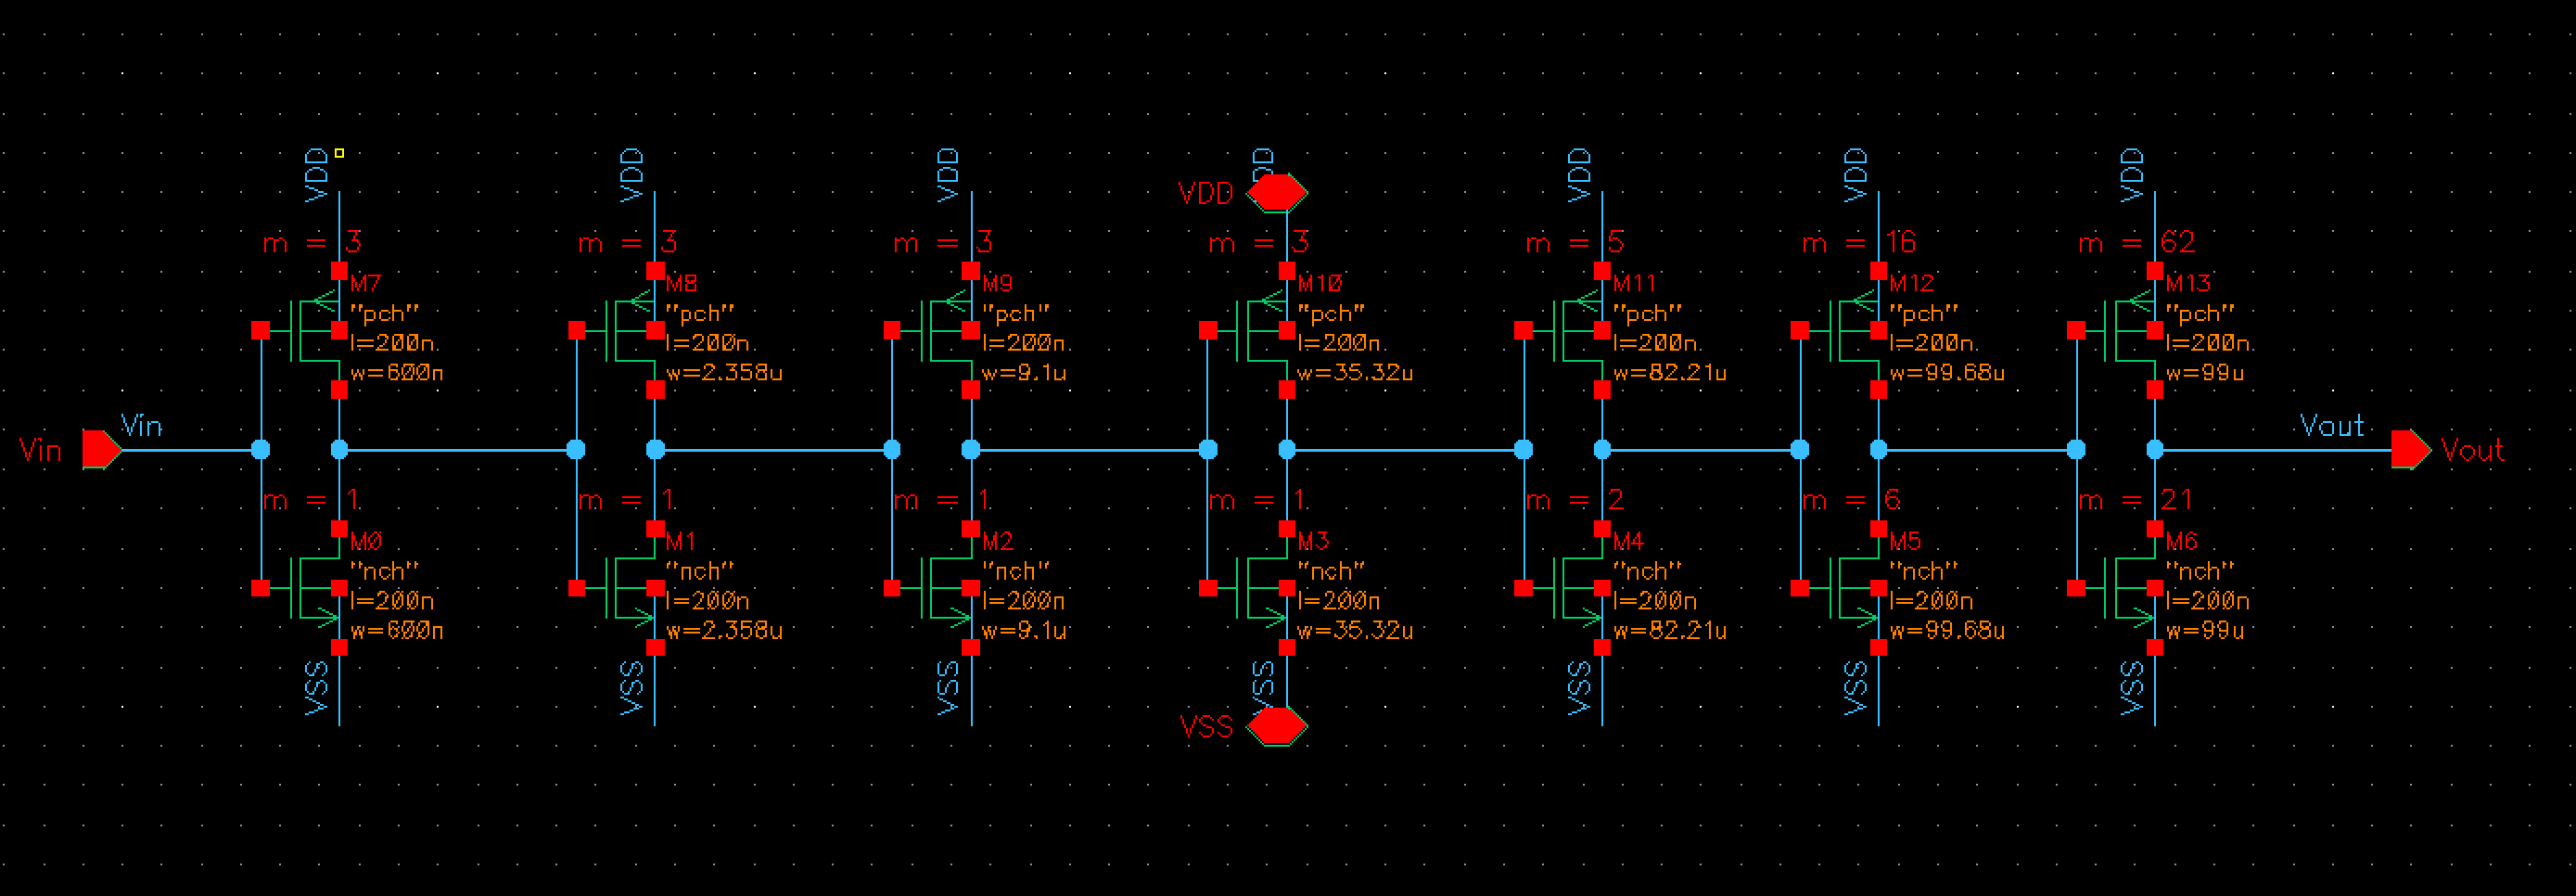 VDD
VDD
VDD
VDD
VDD
VDD
VDD
VDD
m = 3
m = 3
m = 3
m = 3
m = 5
m = 16
m = 62
M7
"pch"
l=200n
w=600n
M8
"pch"
l=200n
w=2.358u
M9
"pch"
l=200n
w=9.1u
M10
"pch"
l=200n
w=35.32u
M11
"pch"
l=200n
w=82.21u
M12
"pch"
l=200n
w=99.68u
M13
"pch"
l=200n
w=99u
Vin
Vin
Vout
Vout
m = 1
m = 1
m = 1
m = 1
m = 2
m = 6
m = 21
M0
"nch"
l=200n
w=600n
M1
"nch"
l=200n
w=2.358u
M2
"nch"
l=200n
w=9.1u
M3
"nch"
l=200n
w=35.32u
M4
"nch"
l=200n
w=82.21u
M5
"nch"
l=200n
w=99.68u
M6
"nch"
l=200n
w=99u
VSS
VSS
VSS
VSS
VSS
VSS
VSS
VSS